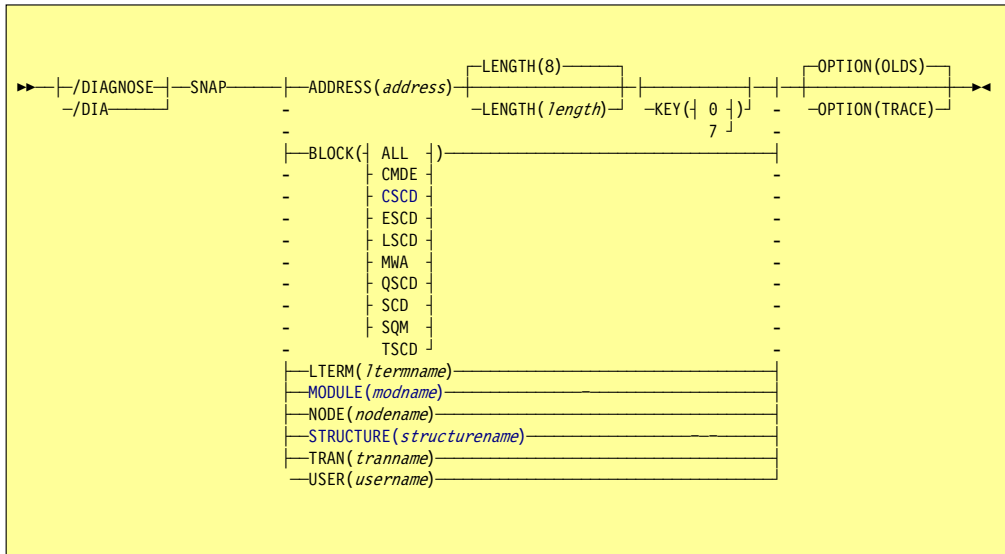 LENGTH(8) OPTION(OLDS)
/DIAGNOSE SNAP ADDRESS(address)
/DIA LENGTH(length) KEY( 0 ) OPTION(TRACE)
7
BLOCK( ALL )
CMDE
CSCD
ESCD
LSCD
MWA
QSCD
SCD
SQM
TSCD
LTERM(ltermname)
MODULE(modname)
NODE(nodename)
STRUCTURE(structurename)
TRAN(tranname)
USER(username)